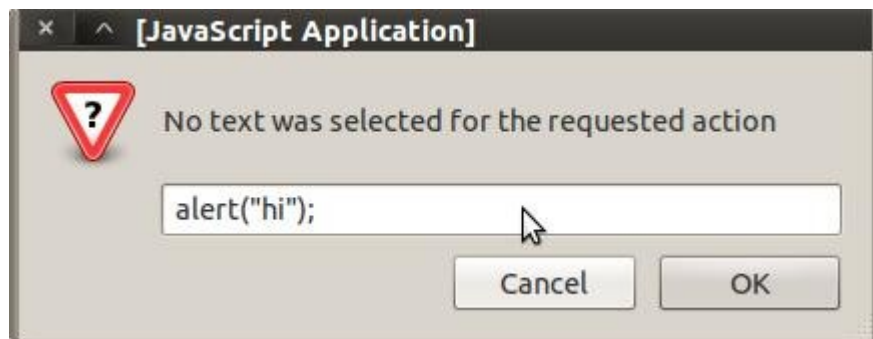 [JavaScript Application]
?
No text was selected for the requested action
alert("hi");
Cancel OK